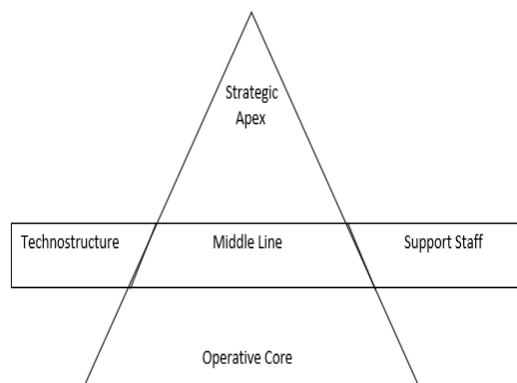 Strategic
Apex
Technostructure
Middle Line
Support Staff
Operative Core